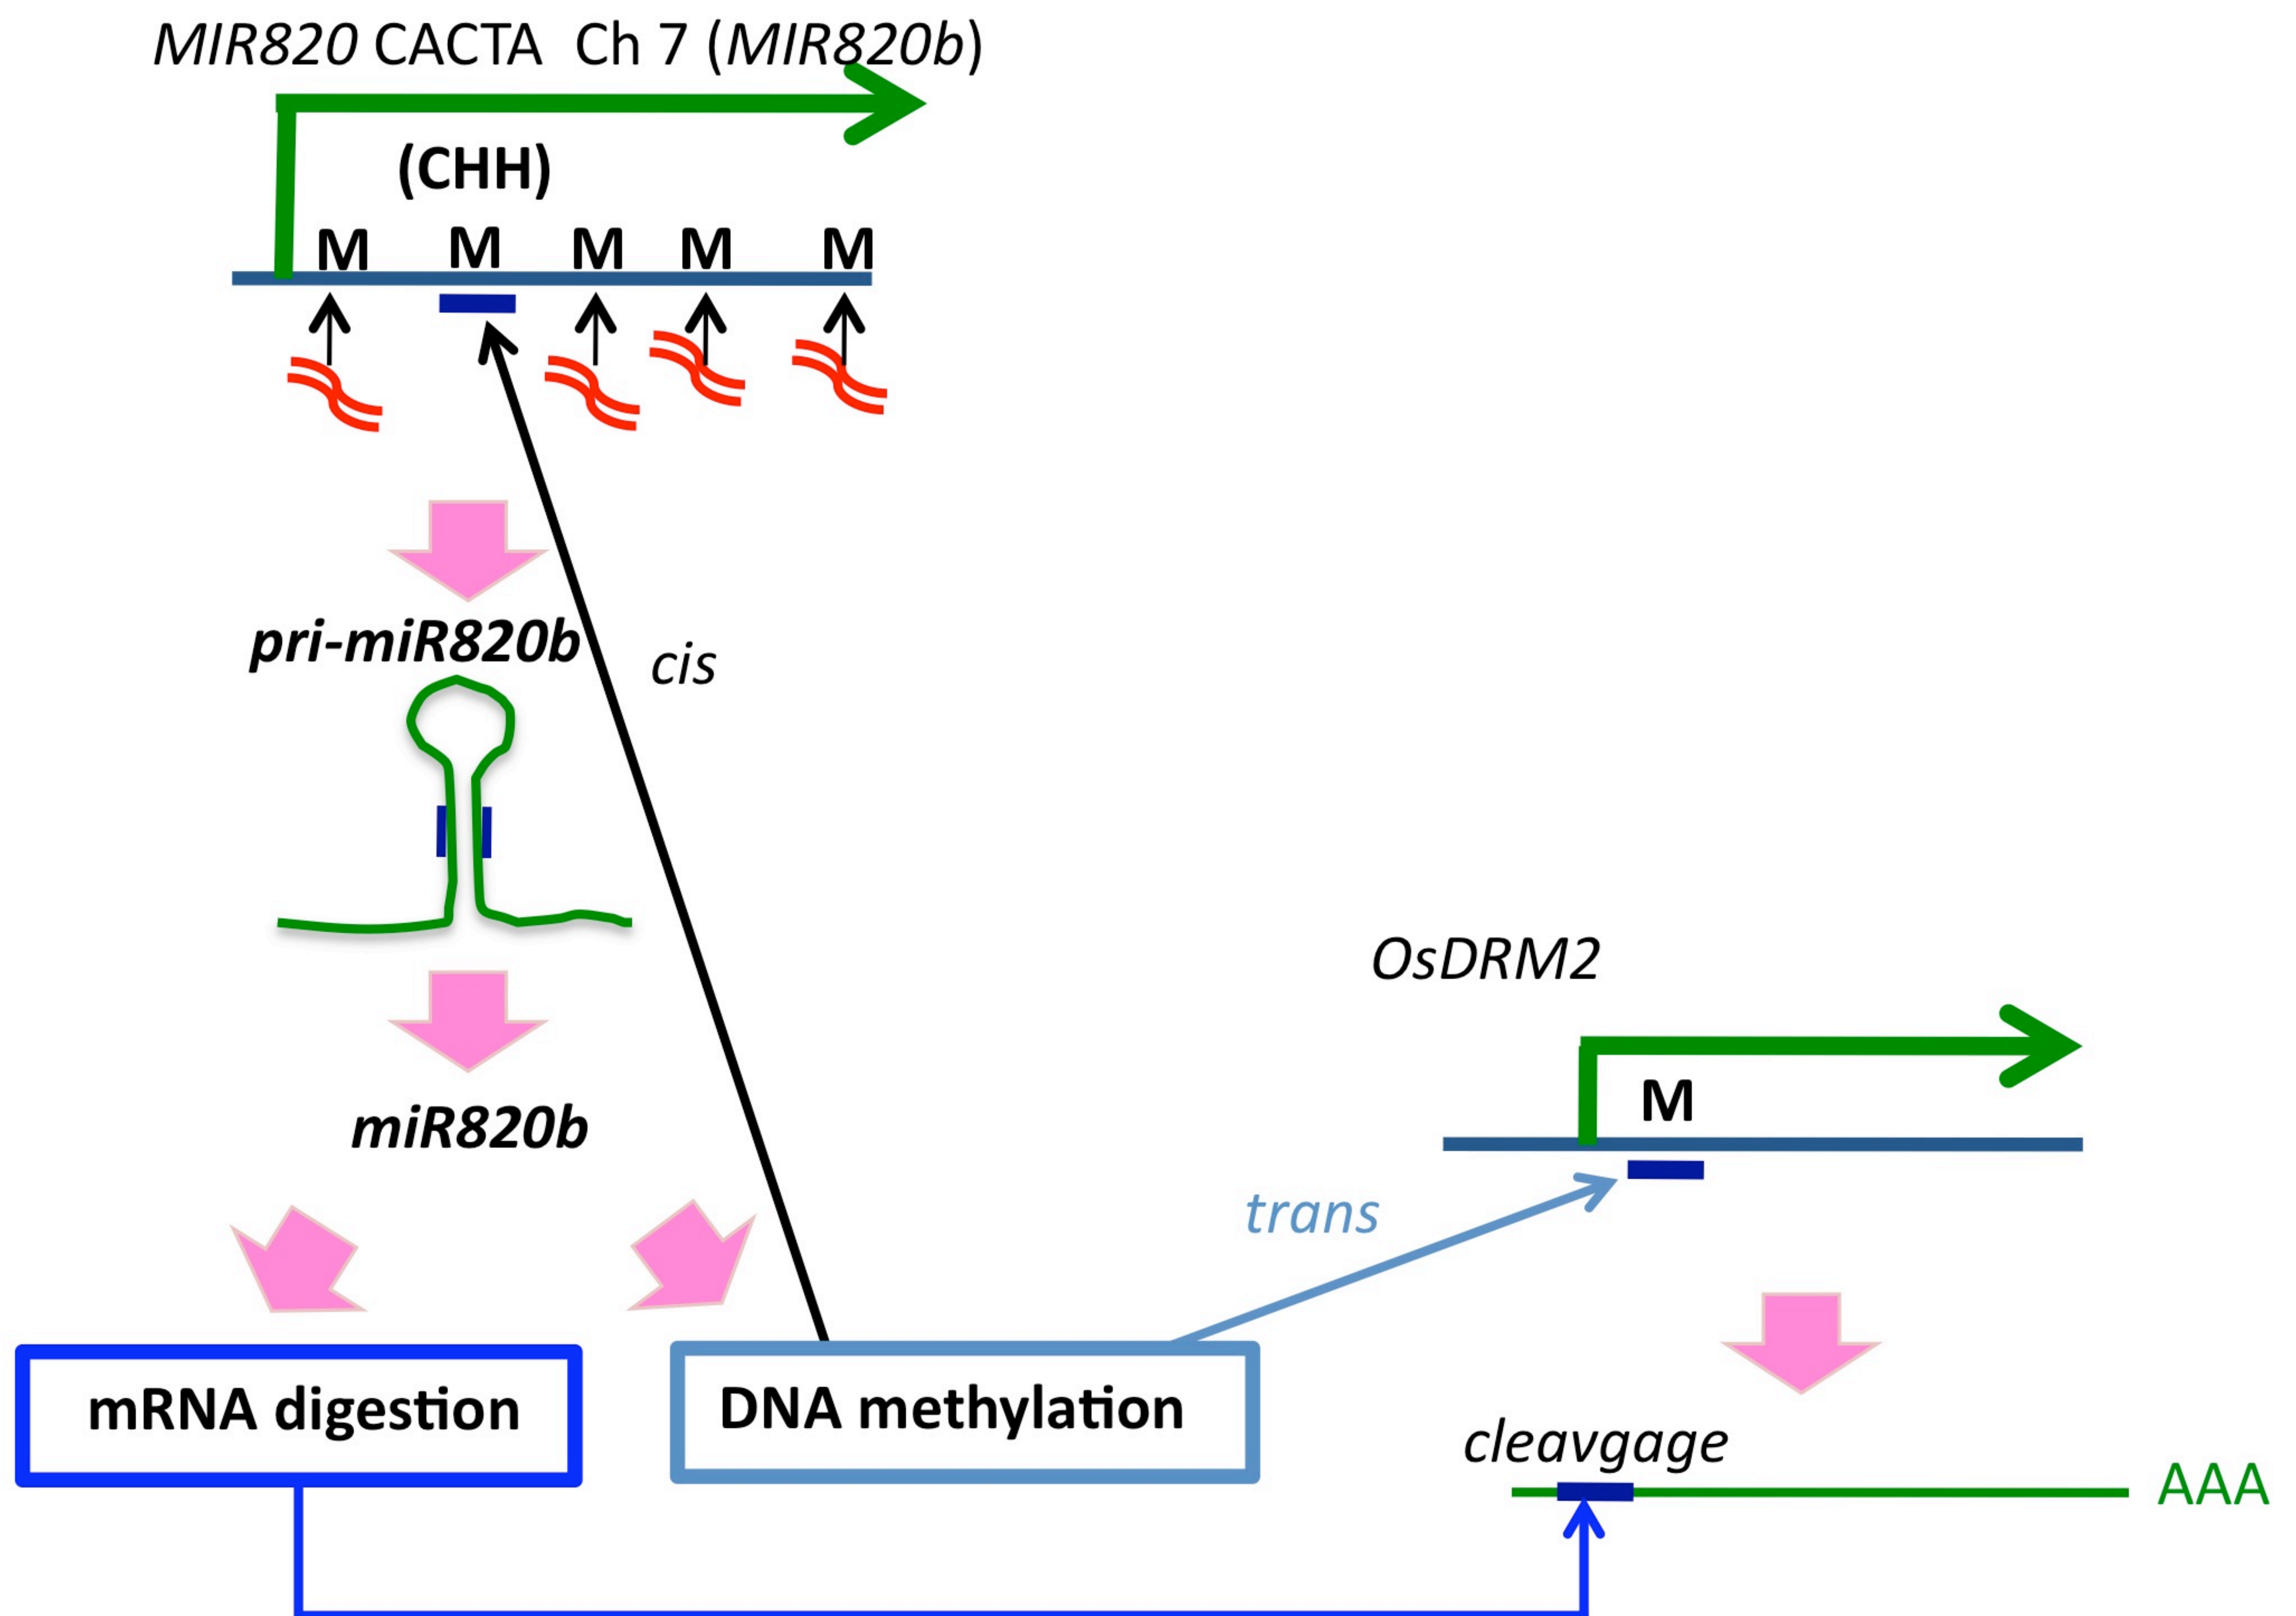 MIR820 CACTA Ch 7 (MIR820b)
(CHH)
M M M M M
pri-miR820b
cis
miR820b
OsDRM2
M
trans
mRNA digestion
DNA methylation
cleavgage
AAA